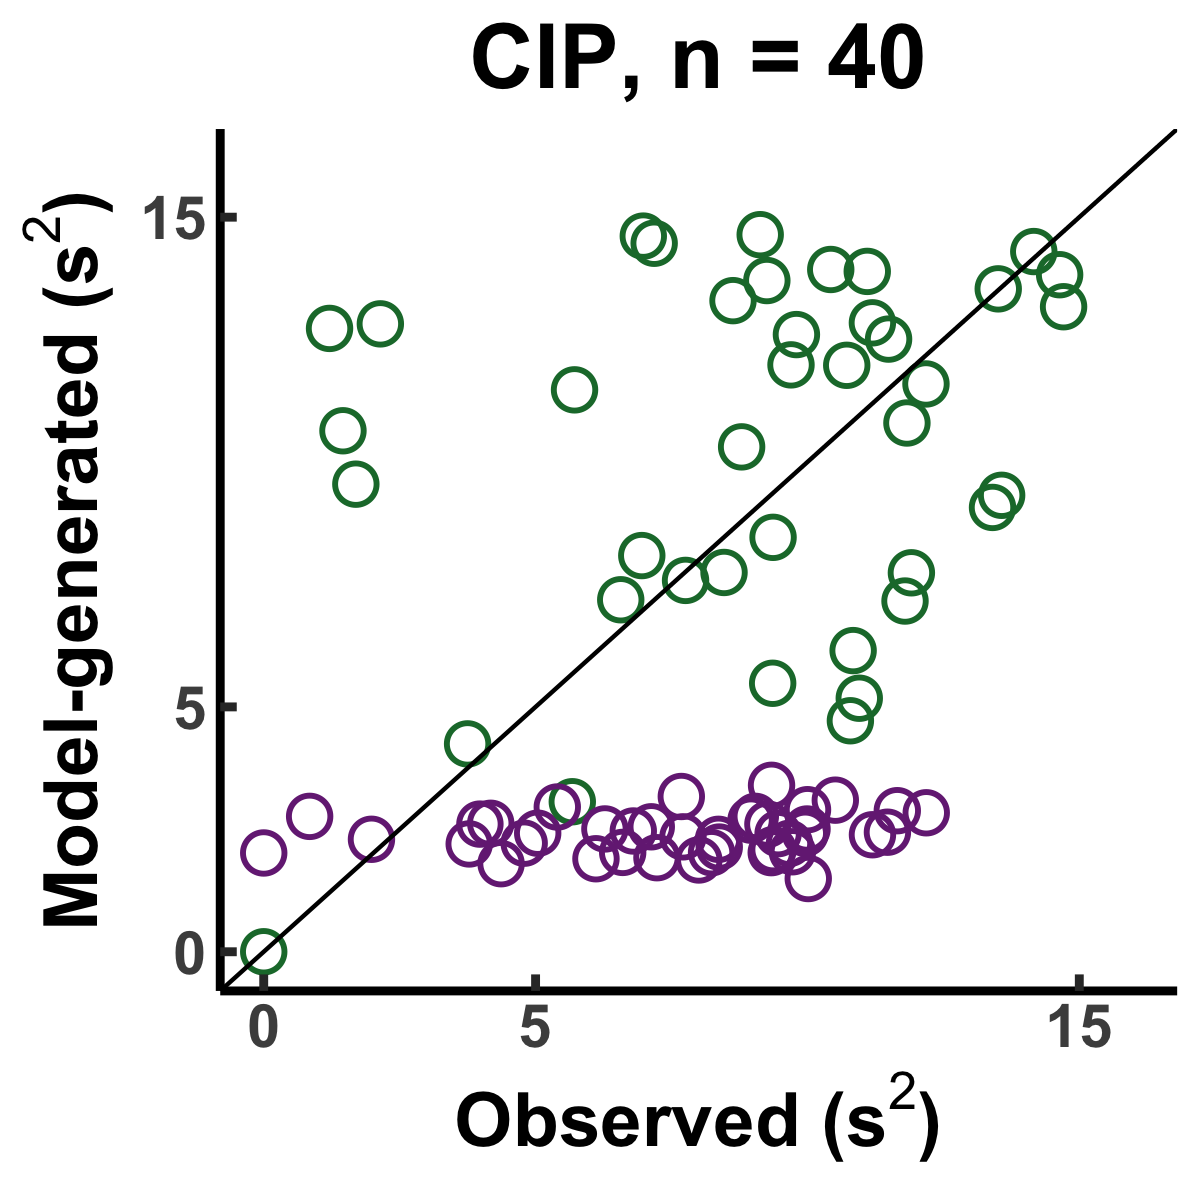 CIP, n = 40
Model-generated (s²)
15
5
0
0 5 15
Observed (s²)